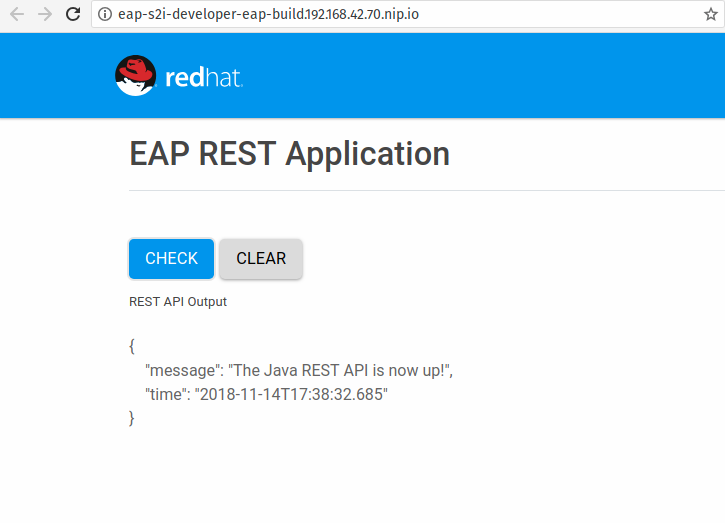 eap-s2i-developer-eap-build.192.168.42.70.nip.io
redhat.
EAP REST Application
CHECK CLEAR
REST API Output
{
"message": "The Java REST API is now up!",
"time": "2018-11-14T17:38:32.685"
}